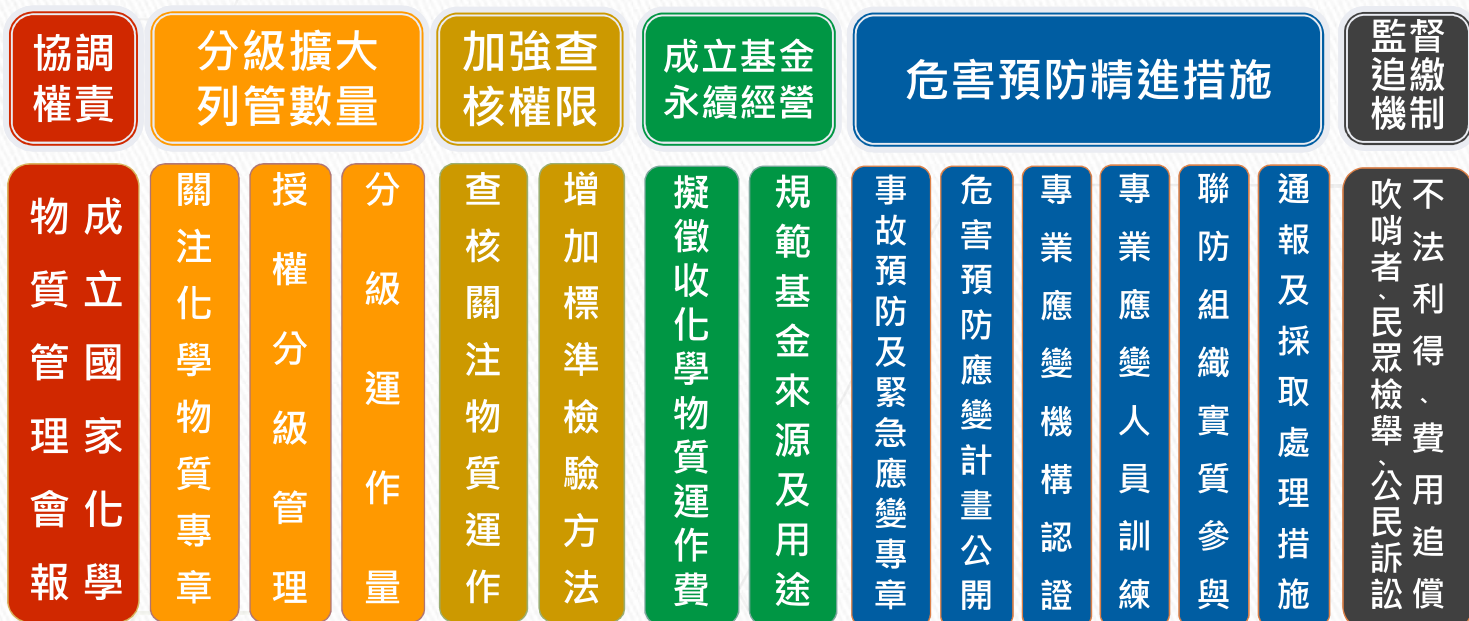 協調
權責
分級擴大
列管數量
加強查
核權限
成立基金
永續經營
危害預防精進措施
監督
追繳
機制
成立國家化學
物質管理會報
關注化學物質專章
授權分級管理
分級運作量
查核關注物質運作
增加標準檢驗方法
擬徵收化學物質運作費
規範基金來源及用途
事故預防及緊急應變專章
危害預防應變計畫公開
專業應變機構認證
專業應變人員訓練
聯防組織實質參與
通報及採取處理措施
不法利得、費用追償
吹哨者、民眾檢舉、公民訴訟